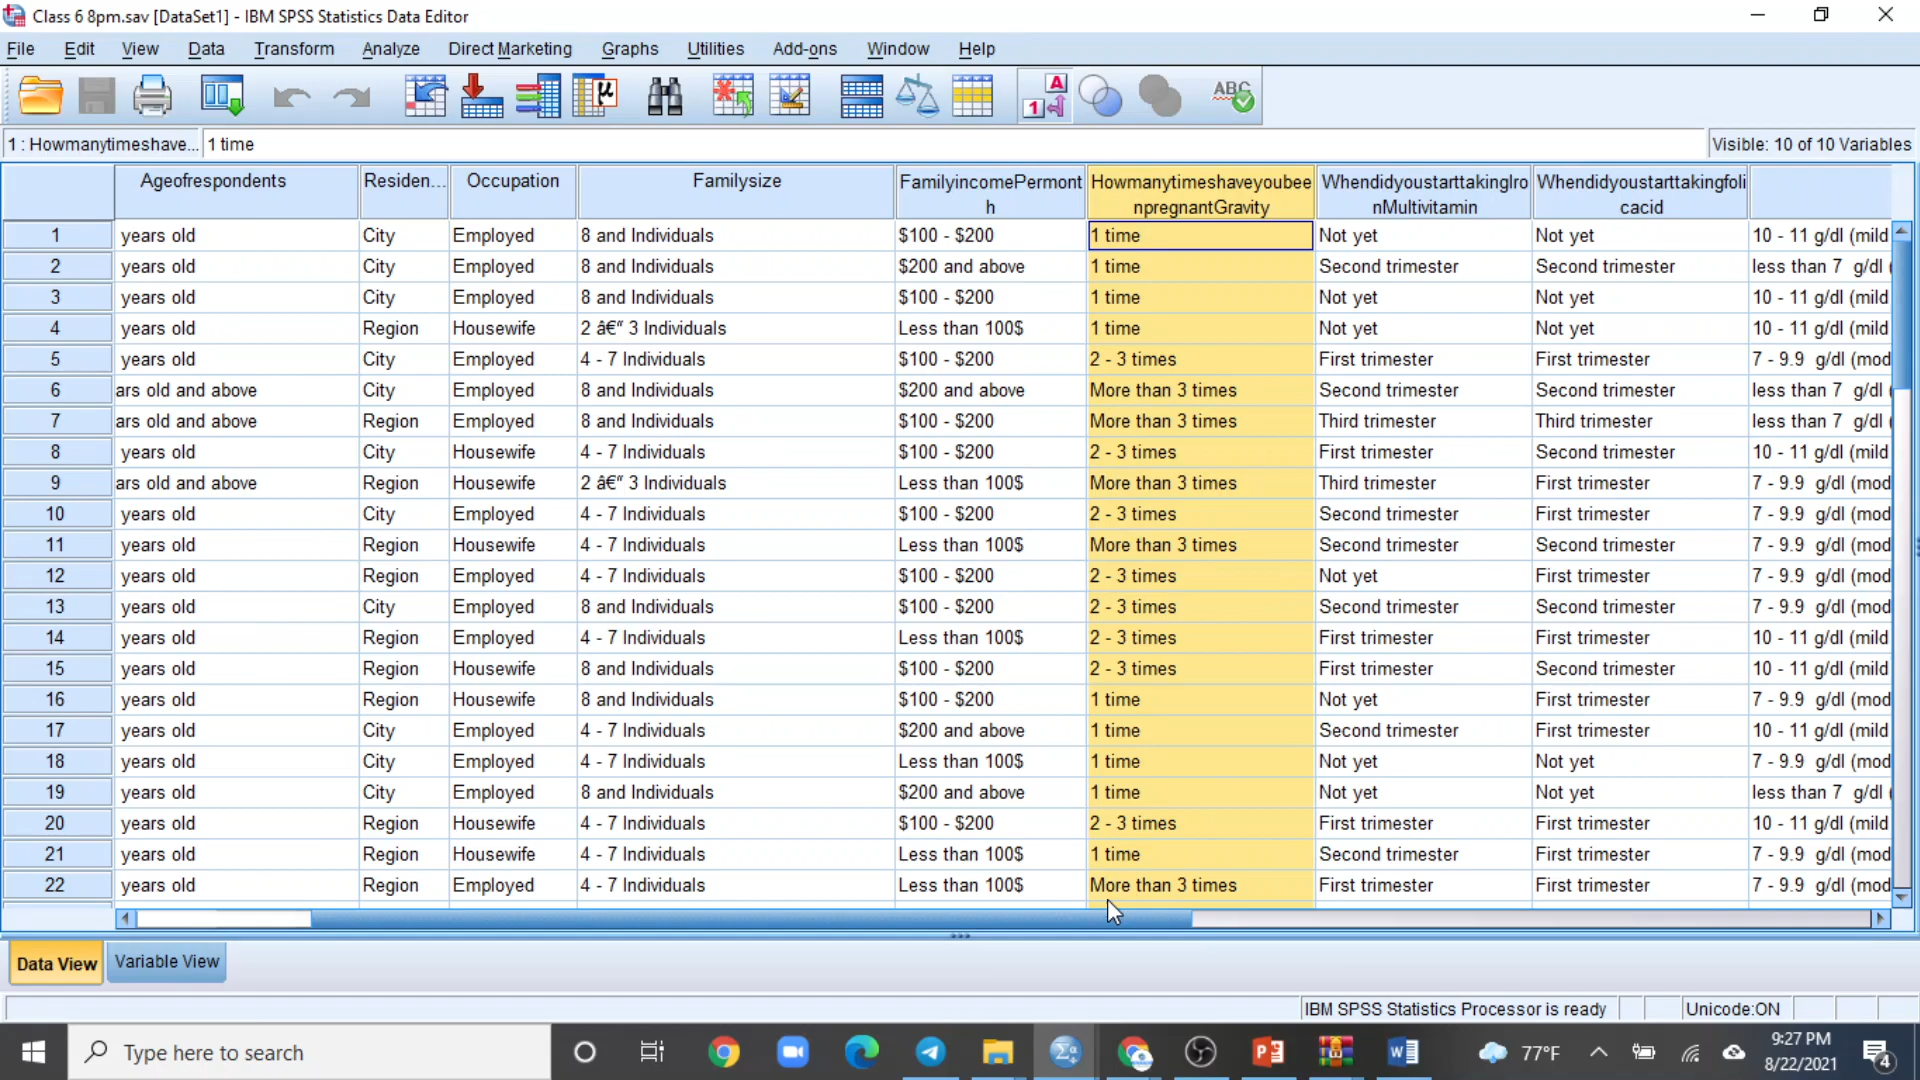 Class 6 8pm.sav [DataSet1] - IBM SPSS Statistics Data Editor
File Edit View Data Transform Analyze Direct Marketing Graphs Utilities Add-ons Window Help
1 : Howmanytimeshave... 1 time Visible: 10 of 10 Variables
Ageofrespondents Residen... Occupation Familysize FamilyincomePermont HowmanytimeshaveyoubeenpregnantGravity WhendidyoustarttakingIro Whendidyoustarttakingfoli
h npregnantGravity nMultivitamin cacid
1 years old City Employed 8 and Individuals $100 - $200 1 time Not yet Not yet 10 - 11 g/dl (mild
2 years old City Employed 8 and Individuals $200 and above 1 time Second trimester Second trimester less than 7 g/dl (
3 years old City Employed 8 and Individuals $100 - $200 1 time Not yet Not yet 10 - 11 g/dl (mild
4 years old Region Housewife 2 â€“ 3 Individuals Less than 100$ 1 time Not yet Not yet 10 - 11 g/dl (mild
5 years old City Employed 4 - 7 Individuals $100 - $200 2 - 3 times First trimester First trimester 7 - 9.9 g/dl (mod
6 ars old and above City Employed 8 and Individuals $200 and above More than 3 times Second trimester Second trimester less than 7 g/dl (
7 ars old and above Region Employed 8 and Individuals $100 - $200 More than 3 times Third trimester Third trimester less than 7 g/dl (
8 years old City Housewife 4 - 7 Individuals $100 - $200 2 - 3 times First trimester Second trimester 10 - 11 g/dl (mild
9 ars old and above Region Housewife 2 â€“ 3 Individuals Less than 100$ More than 3 times Third trimester First trimester 7 - 9.9 g/dl (mod
10 years old City Employed 4 - 7 Individuals $100 - $200 2 - 3 times Second trimester First trimester 7 - 9.9 g/dl (mod
11 years old Region Housewife 4 - 7 Individuals Less than 100$ More than 3 times Second trimester Second trimester 7 - 9.9 g/dl (mod
12 years old Region Employed 4 - 7 Individuals $100 - $200 2 - 3 times Not yet First trimester 7 - 9.9 g/dl (mod
13 years old City Employed 8 and Individuals $100 - $200 2 - 3 times Second trimester Second trimester 7 - 9.9 g/dl (mod
14 years old Region Employed 4 - 7 Individuals Less than 100$ 2 - 3 times First trimester First trimester 10 - 11 g/dl (mild
15 years old Region Housewife 8 and Individuals $100 - $200 2 - 3 times First trimester Second trimester 10 - 11 g/dl (mild
16 years old Region Housewife 8 and Individuals $100 - $200 1 time Not yet First trimester 7 - 9.9 g/dl (mod
17 years old City Employed 4 - 7 Individuals $200 and above 1 time Second trimester First trimester 10 - 11 g/dl (mild
18 years old City Employed 4 - 7 Individuals Less than 100$ 1 time Not yet Not yet 7 - 9.9 g/dl (mod
19 years old City Employed 8 and Individuals $200 and above 1 time Not yet Not yet less than 7 g/dl (
20 years old Region Housewife 4 - 7 Individuals $100 - $200 2 - 3 times First trimester First trimester 10 - 11 g/dl (mild
21 years old Region Housewife 4 - 7 Individuals Less than 100$ 1 time Second trimester First trimester 7 - 9.9 g/dl (mod
22 years old Region Employed 4 - 7 Individuals Less than 100$ More than 3 times First trimester First trimester 7 - 9.9 g/dl (mod
Data View Variable View
IBM SPSS Statistics Processor is ready Unicode:ON
Type here to search 77°F 9:27 PM
8/22/2021 4